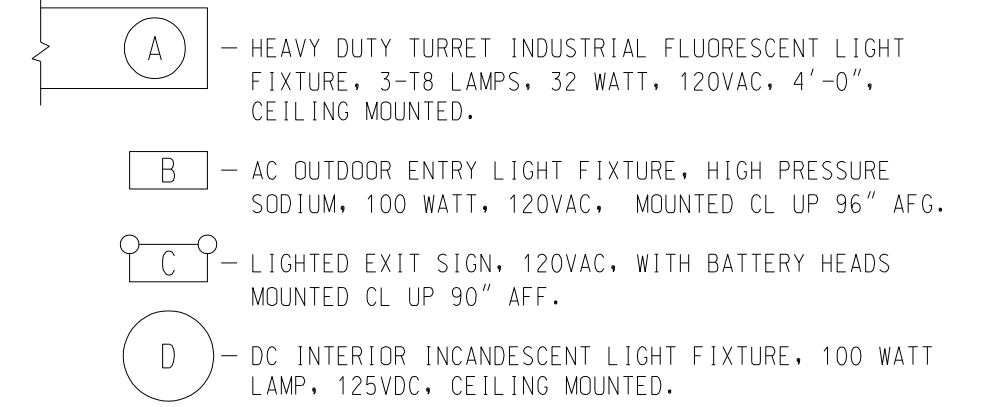 A — HEAVY DUTY TURRET INDUSTRIAL FLUORESCENT LIGHT
FIXTURE, 3-T8 LAMPS, 32 WATT, 120VAC, 4'-0",
CEILING MOUNTED.
B — AC OUTDOOR ENTRY LIGHT FIXTURE, HIGH PRESSURE
SODIUM, 100 WATT, 120VAC, MOUNTED CL UP 96" AFG.
C — LIGHTED EXIT SIGN, 120VAC, WITH BATTERY HEADS
MOUNTED CL UP 90" AFF.
D — DC INTERIOR INCANDESCENT LIGHT FIXTURE, 100 WATT
LAMP, 125VDC, CEILING MOUNTED.